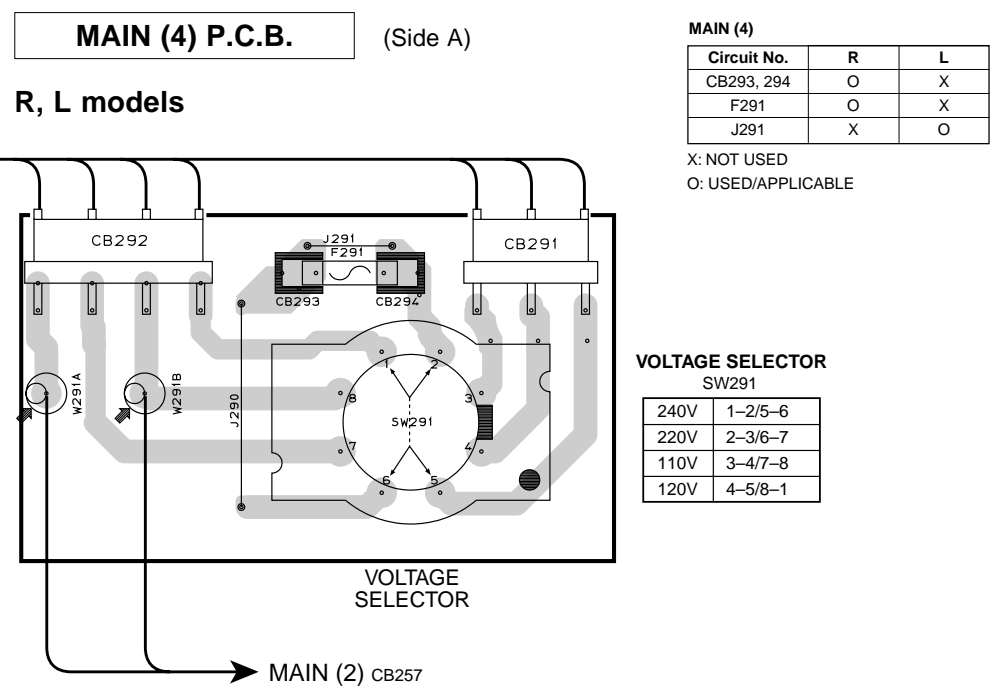 MAIN (4) P.C.B. (Side A)
R, L models
MAIN (4)
Circuit No. R L
CB293, 294 O X
F291 O X
J291 X O
X: NOT USED
O: USED/APPLICABLE
CB292
J291
F291
CB293 CB294
CB291
W291A
W291B
J290
1 2
8 3
SW291
7 4
6 5
VOLTAGE SELECTOR
SW291
240V 1–2/5–6
220V 2–3/6–7
110V 3–4/7–8
120V 4–5/8–1
VOLTAGE
SELECTOR
MAIN (2) CB257